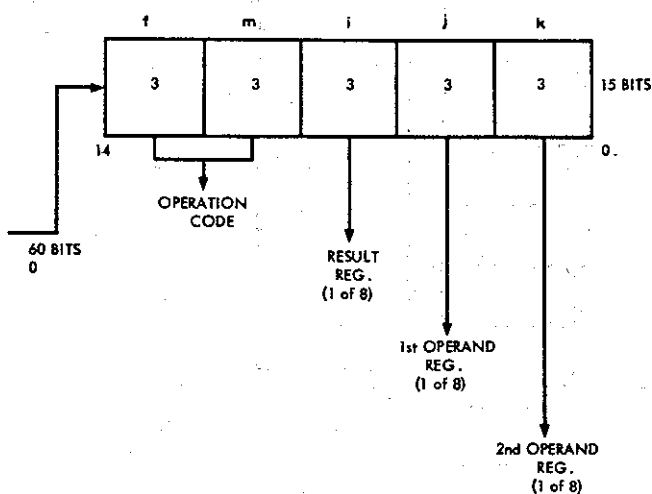 f m i j k
3 3 3 3 3 15 BITS
14 0.
OPERATION
CODE
60 BITS
0
RESULT
REG.
(1 of 8)
1st OPERAND
REG.
(1 of 8)
2nd OPERAND
REG.
(1 of 8)